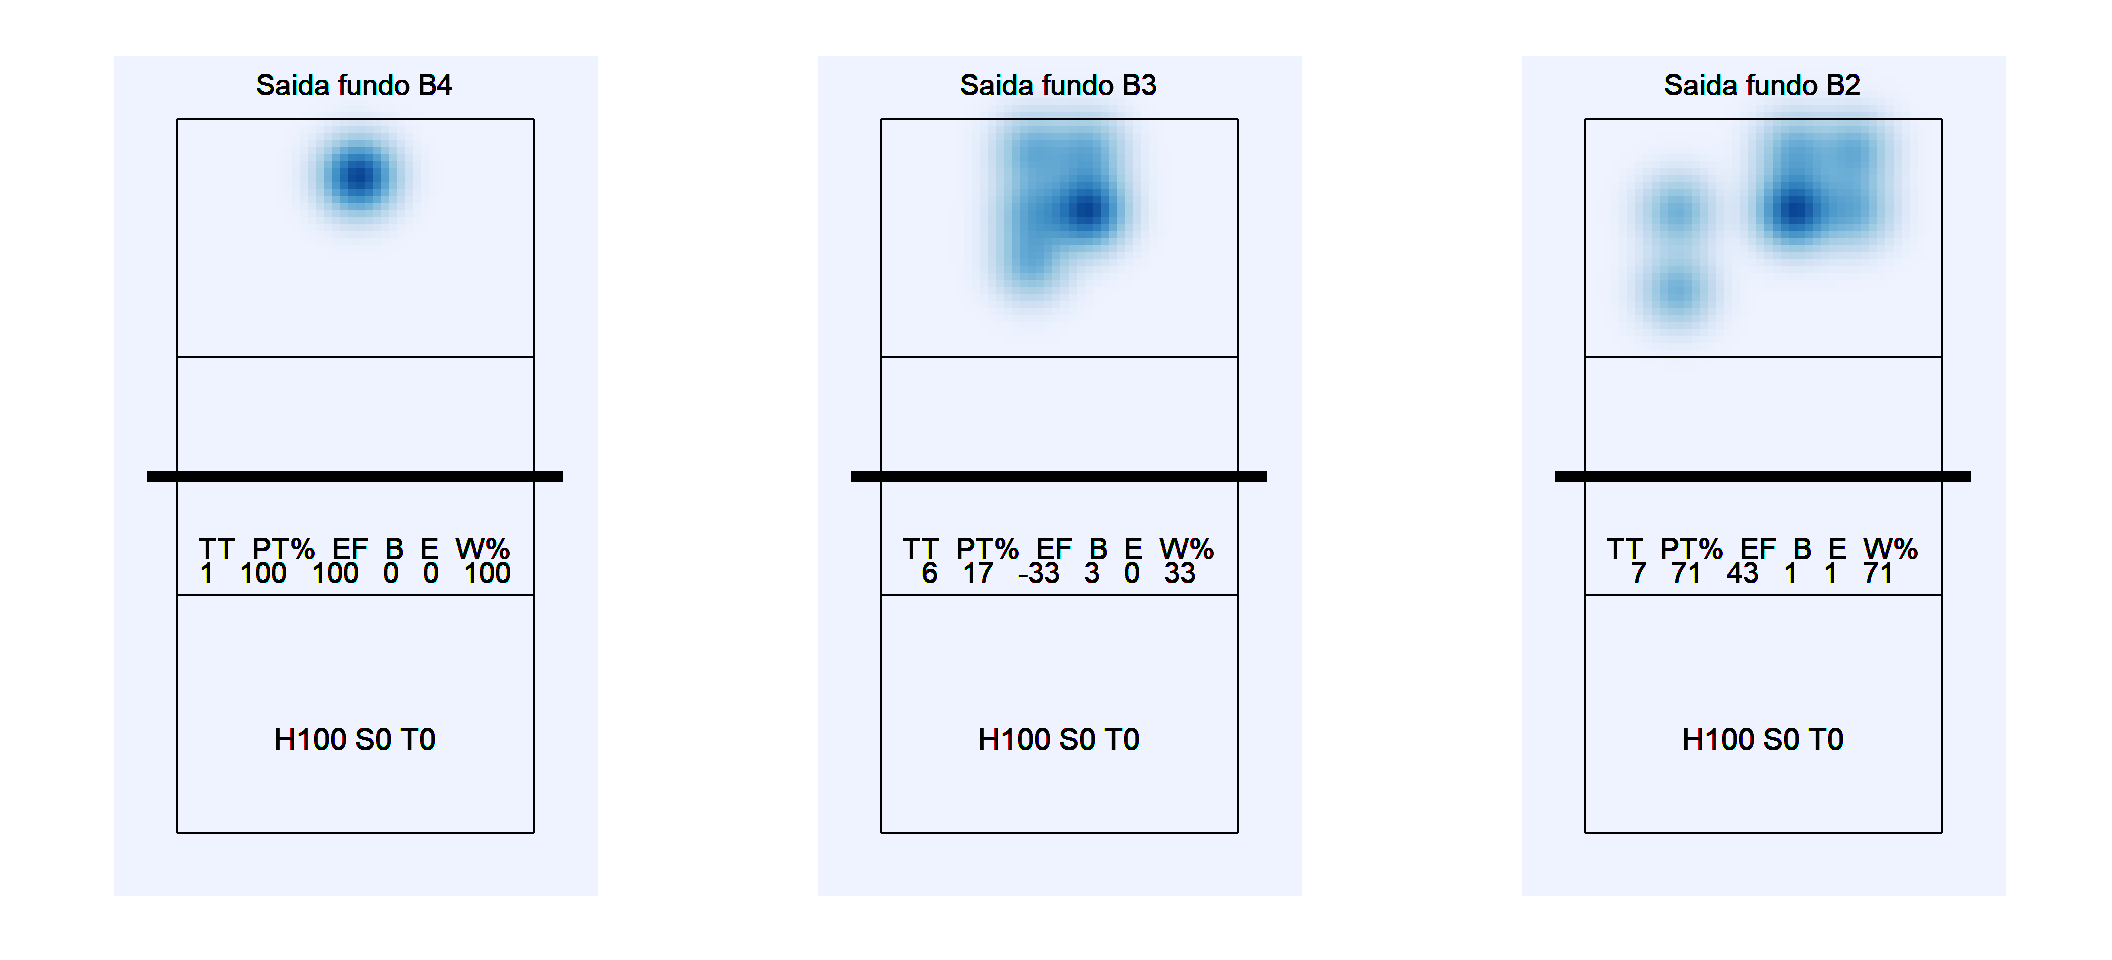 Saida fundo B4
TT PT% EF B E W%
1 100 100 0 0 100
H100 S0 T0
Saida fundo B3
TT PT% EF B E W%
6 17 -33 3 0 33
H100 S0 T0
Saida fundo B2
TT PT% EF B E W%
7 71 43 1 1 71
H100 S0 T0